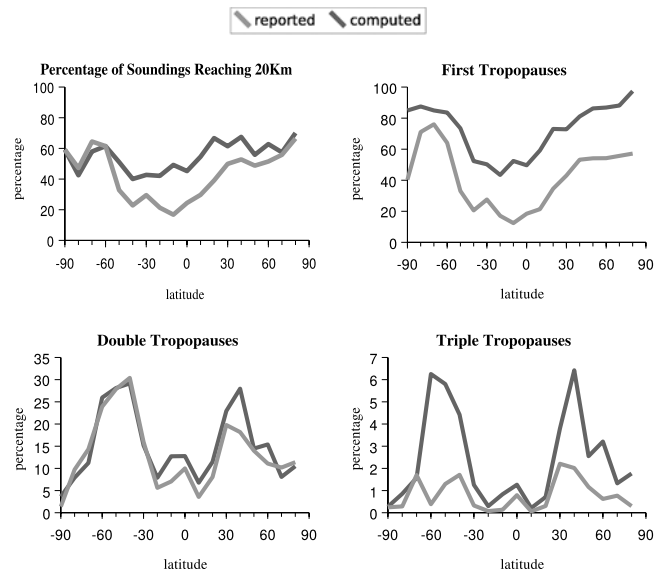 reported computed
Percentage of Soundings Reaching 20Km
100
80
60
40
20
0
percentage
-90 -60 -30 0 30 60 90
latitude
First Tropopauses
100
80
60
40
20
0
percentage
-90 -60 -30 0 30 60 90
latitude
Double Tropopauses
35
30
25
20
15
10
5
0
percentage
-90 -60 -30 0 30 60 90
latitude
Triple Tropopauses
7
6
5
4
3
2
1
0
percentage
-90 -60 -30 0 30 60 90
latitude